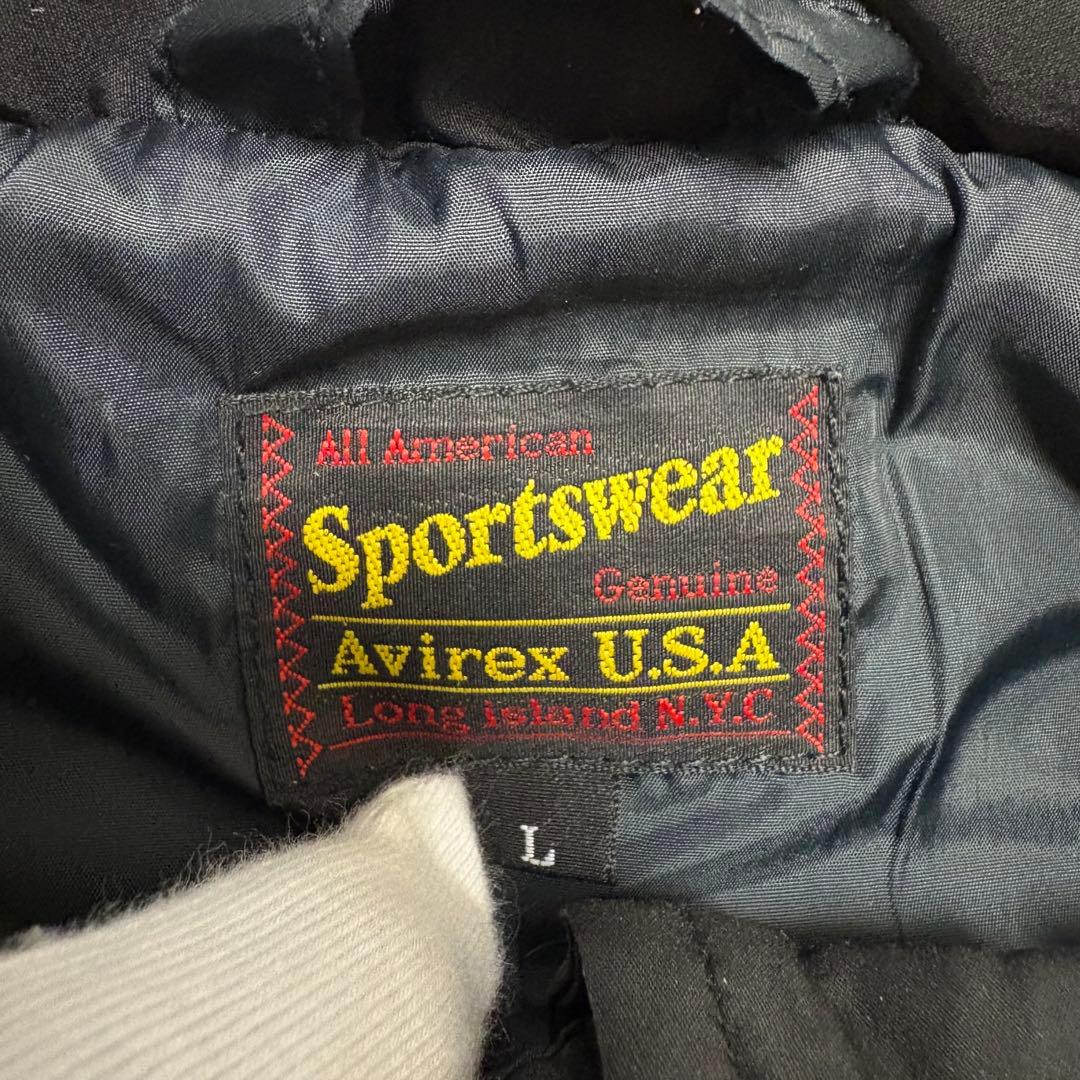 All American
Sportswear
Genuine
Avirex U.S.A
Long island N.Y.C
L